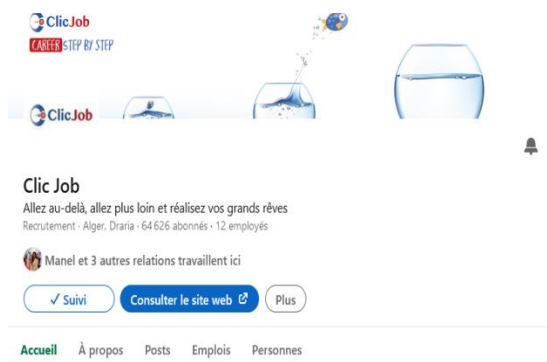 ClicJob
CAREER STEP BY STEP
ClicJob
Clic Job
Allez au-delà, allez plus loin et réalisez vos grands rêves
Recrutement · Alger, Draria · 64 626 abonnés · 12 employés
Manel et 3 autres relations travaillent ici
✓ Suivi Consulter le site web Plus
Accueil À propos Posts Emplois Personnes